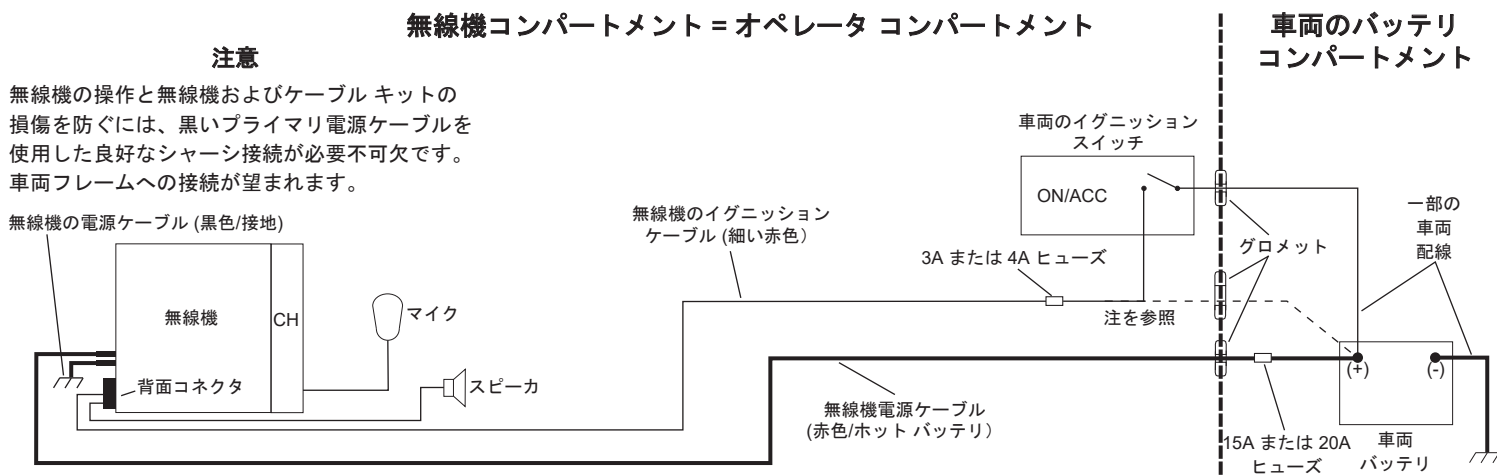 無線機コンパートメント = オペレータ コンパートメント
車両のバッテリ
コンパートメント
注意
無線機の操作と無線機およびケーブル キットの
損傷を防ぐには、黒いプライマリ電源ケーブルを
使用した良好なシャーシ接続が必要不可欠です。
車両フレームへの接続が望まれます。
無線機の電源ケーブル (黒色/接地)
無線機
CH
マイク
背面コネクタ
スピーカ
無線機のイグニッション
ケーブル (細い赤色)
車両のイグニッション
スイッチ
ON/ACC
3A または 4A ヒューズ
注を参照
グロメット
一部の
車両
配線
無線機電源ケーブル
(赤色/ホット バッテリ)
(+)
(-)
15A または 20A
ヒューズ
車両
バッテリ